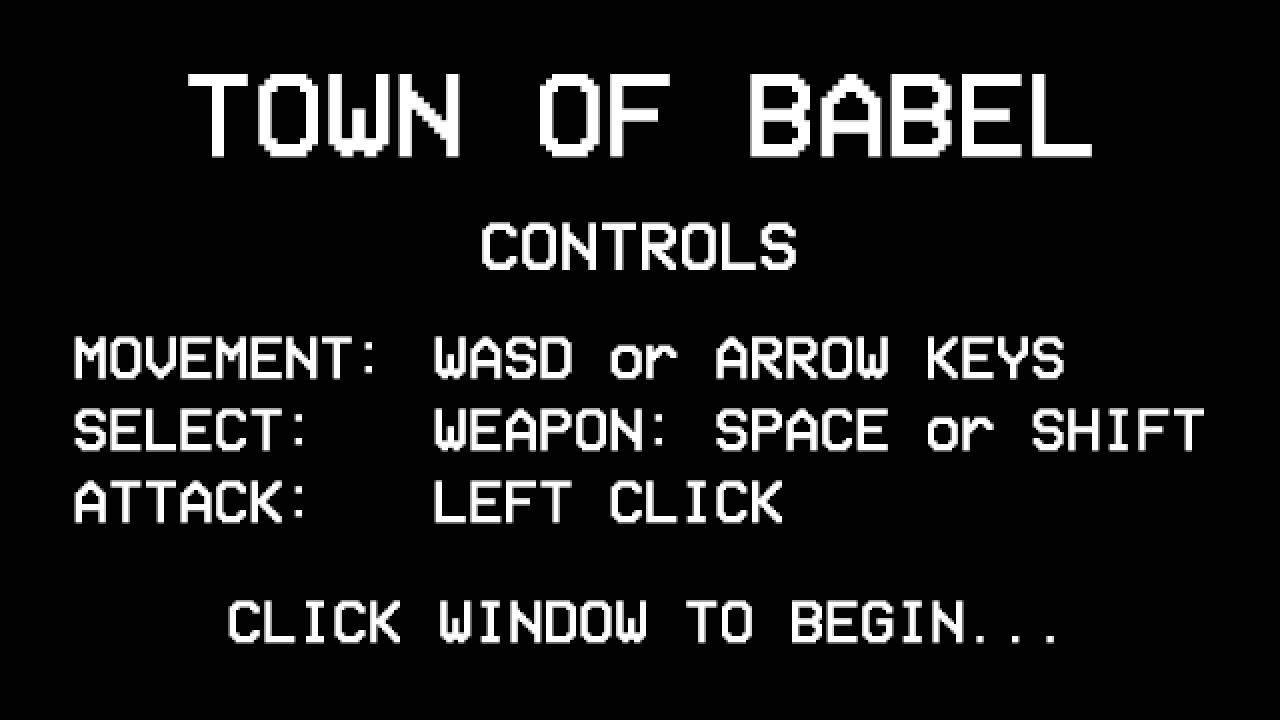 TOWN OF BABEL
CONTROLS
MOVEMENT: WASD or ARROW KEYS
SELECT: WEAPON: SPACE or SHIFT
ATTACK: LEFT CLICK
CLICK WINDOW TO BEGIN...